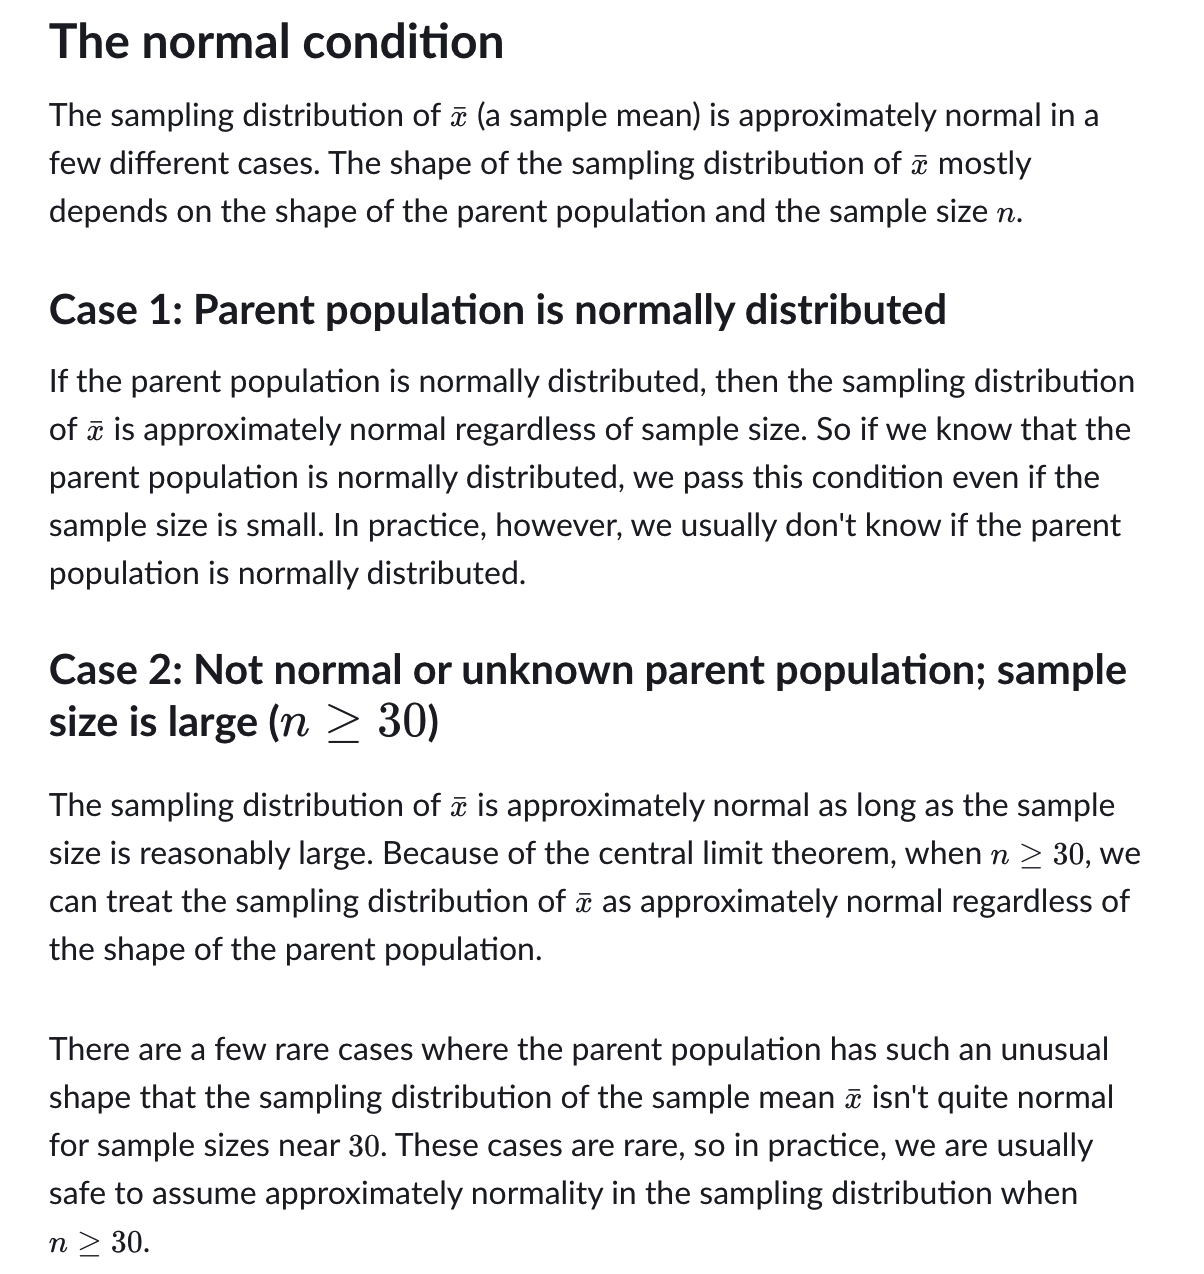 The normal condition
The sampling distribution of x̄ (a sample mean) is approximately normal in a
few different cases. The shape of the sampling distribution of x̄ mostly
depends on the shape of the parent population and the sample size n.
Case 1: Parent population is normally distributed
If the parent population is normally distributed, then the sampling distribution
of x̄ is approximately normal regardless of sample size. So if we know that the
parent population is normally distributed, we pass this condition even if the
sample size is small. In practice, however, we usually don't know if the parent
population is normally distributed.
Case 2: Not normal or unknown parent population; sample
size is large (n ≥ 30)
The sampling distribution of x̄ is approximately normal as long as the sample
size is reasonably large. Because of the central limit theorem, when n ≥ 30, we
can treat the sampling distribution of x̄ as approximately normal regardless of
the shape of the parent population.
There are a few rare cases where the parent population has such an unusual
shape that the sampling distribution of the sample mean x̄ isn't quite normal
for sample sizes near 30. These cases are rare, so in practice, we are usually
safe to assume approximately normality in the sampling distribution when
n ≥ 30.